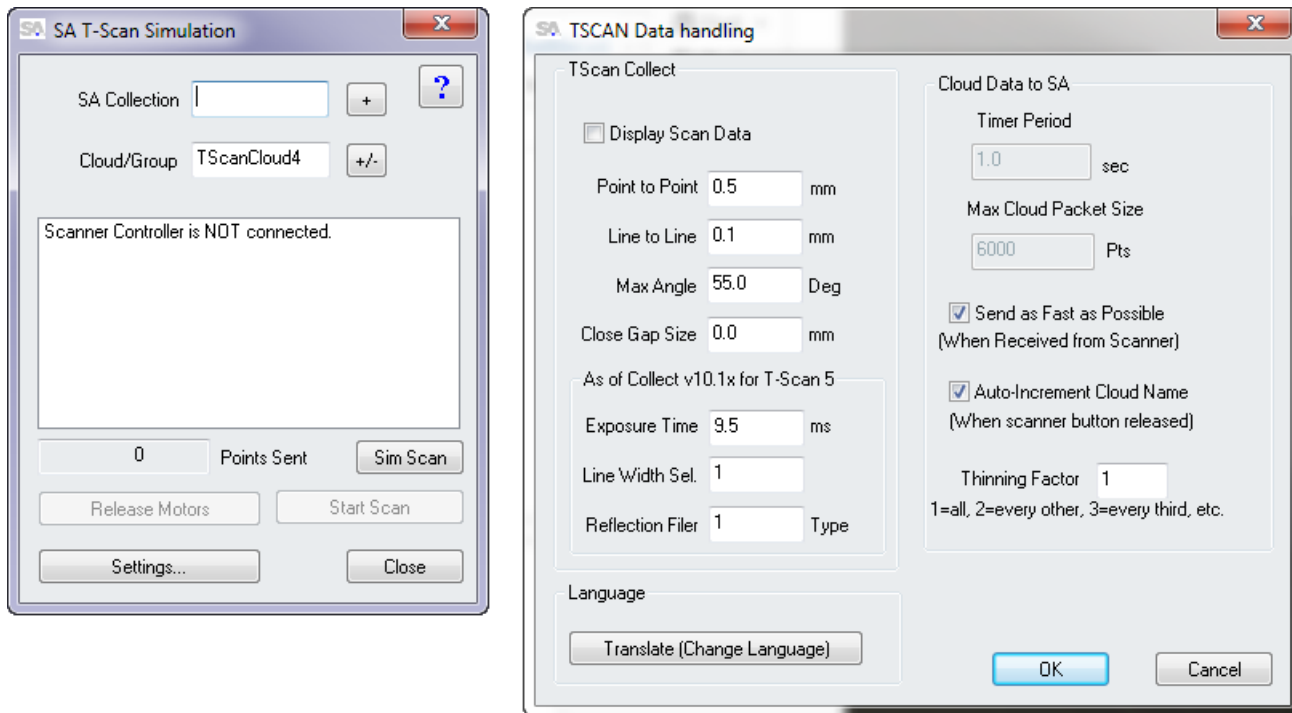 SA SA T-Scan Simulation X
SA Collection + ?
Cloud/Group TScanCloud4 +/-
Scanner Controller is NOT connected.
0 Points Sent Sim Scan
Release Motors Start Scan
Settings... Close
SA TSCAN Data handling X
TScan Collect
Display Scan Data
Point to Point 0.5 mm
Line to Line 0.1 mm
Max Angle 55.0 Deg
Close Gap Size 0.0 mm
As of Collect v10.1x for T-Scan 5
Exposure Time 9.5 ms
Line Width Sel. 1
Reflection Filer 1 Type
Language
Translate (Change Language)
Cloud Data to SA
Timer Period
1.0 sec
Max Cloud Packet Size
6000 Pts
Send as Fast as Possible
(When Received from Scanner)
Auto-Increment Cloud Name
(When scanner button released)
Thinning Factor 1
1=all, 2=every other, 3=every third, etc.
OK Cancel